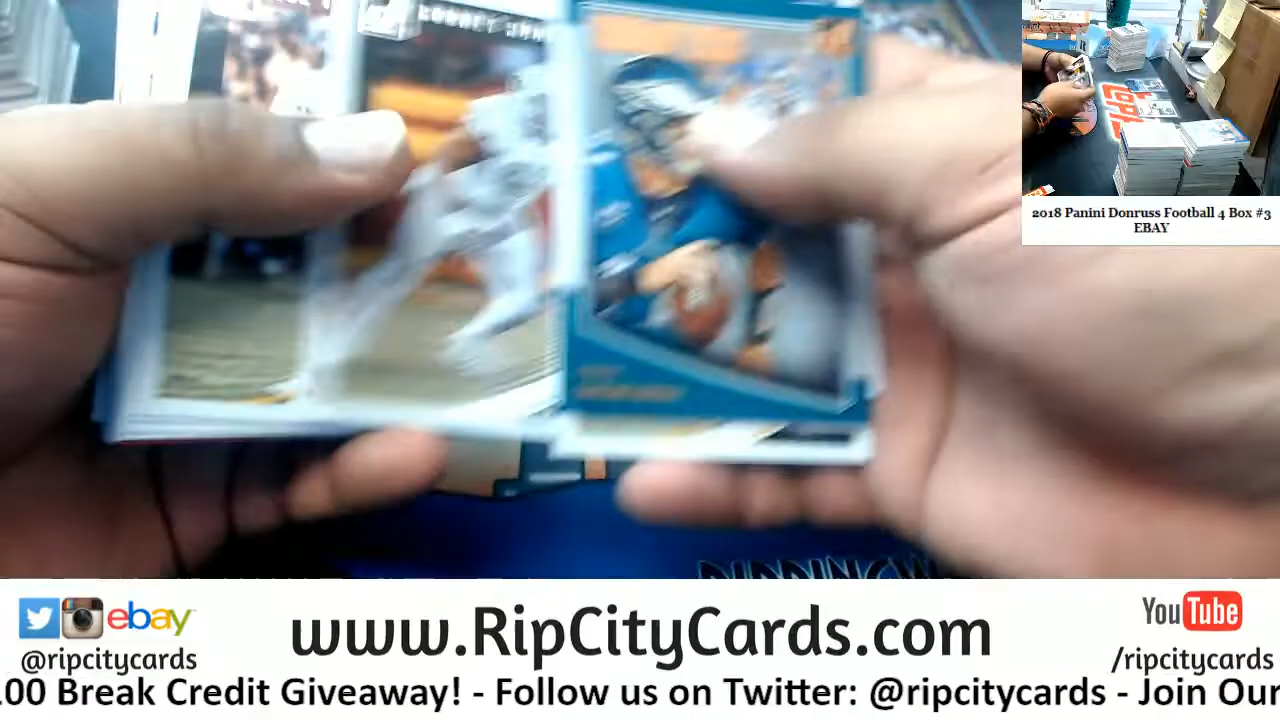 2018 Panini Donruss Football 4 Box #3
EBAY
ebay
@ripcitycards
www.RipCityCards.com
YouTube
/ripcitycards
00 Break Credit Giveaway! - Follow us on Twitter: @ripcitycards - Join Our